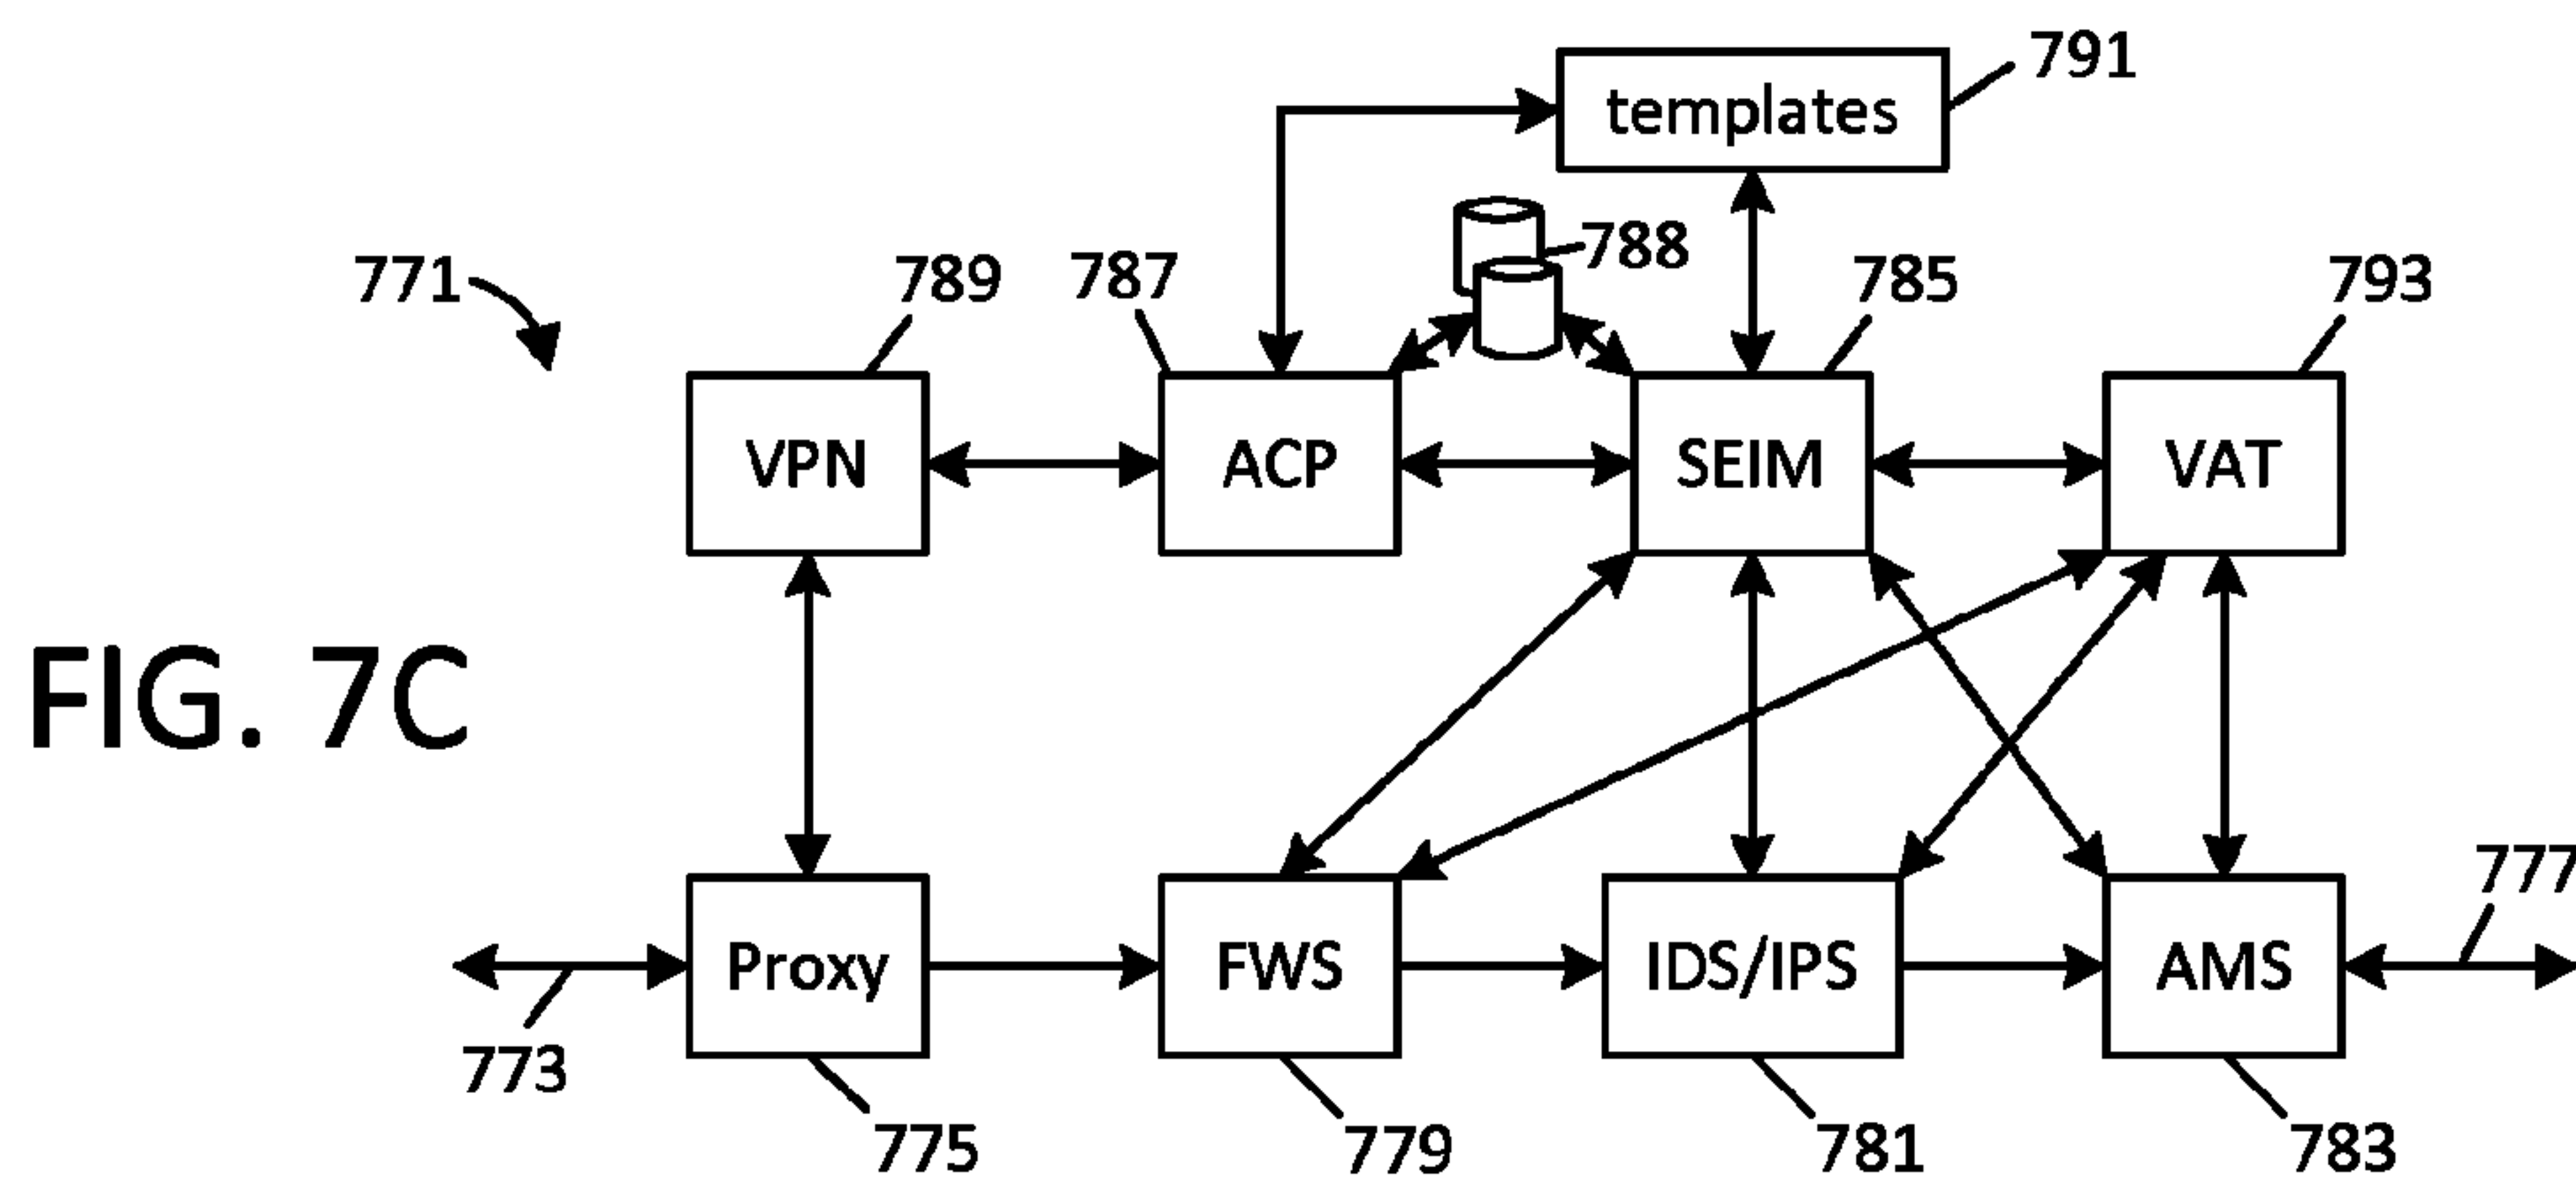 791
templates
788
771
789
787
785
793
VPN
ACP
SEIM
VAT
FIG. 7C
777
Proxy
FWS
IDS/IPS
AMS
773
775
779
781
783